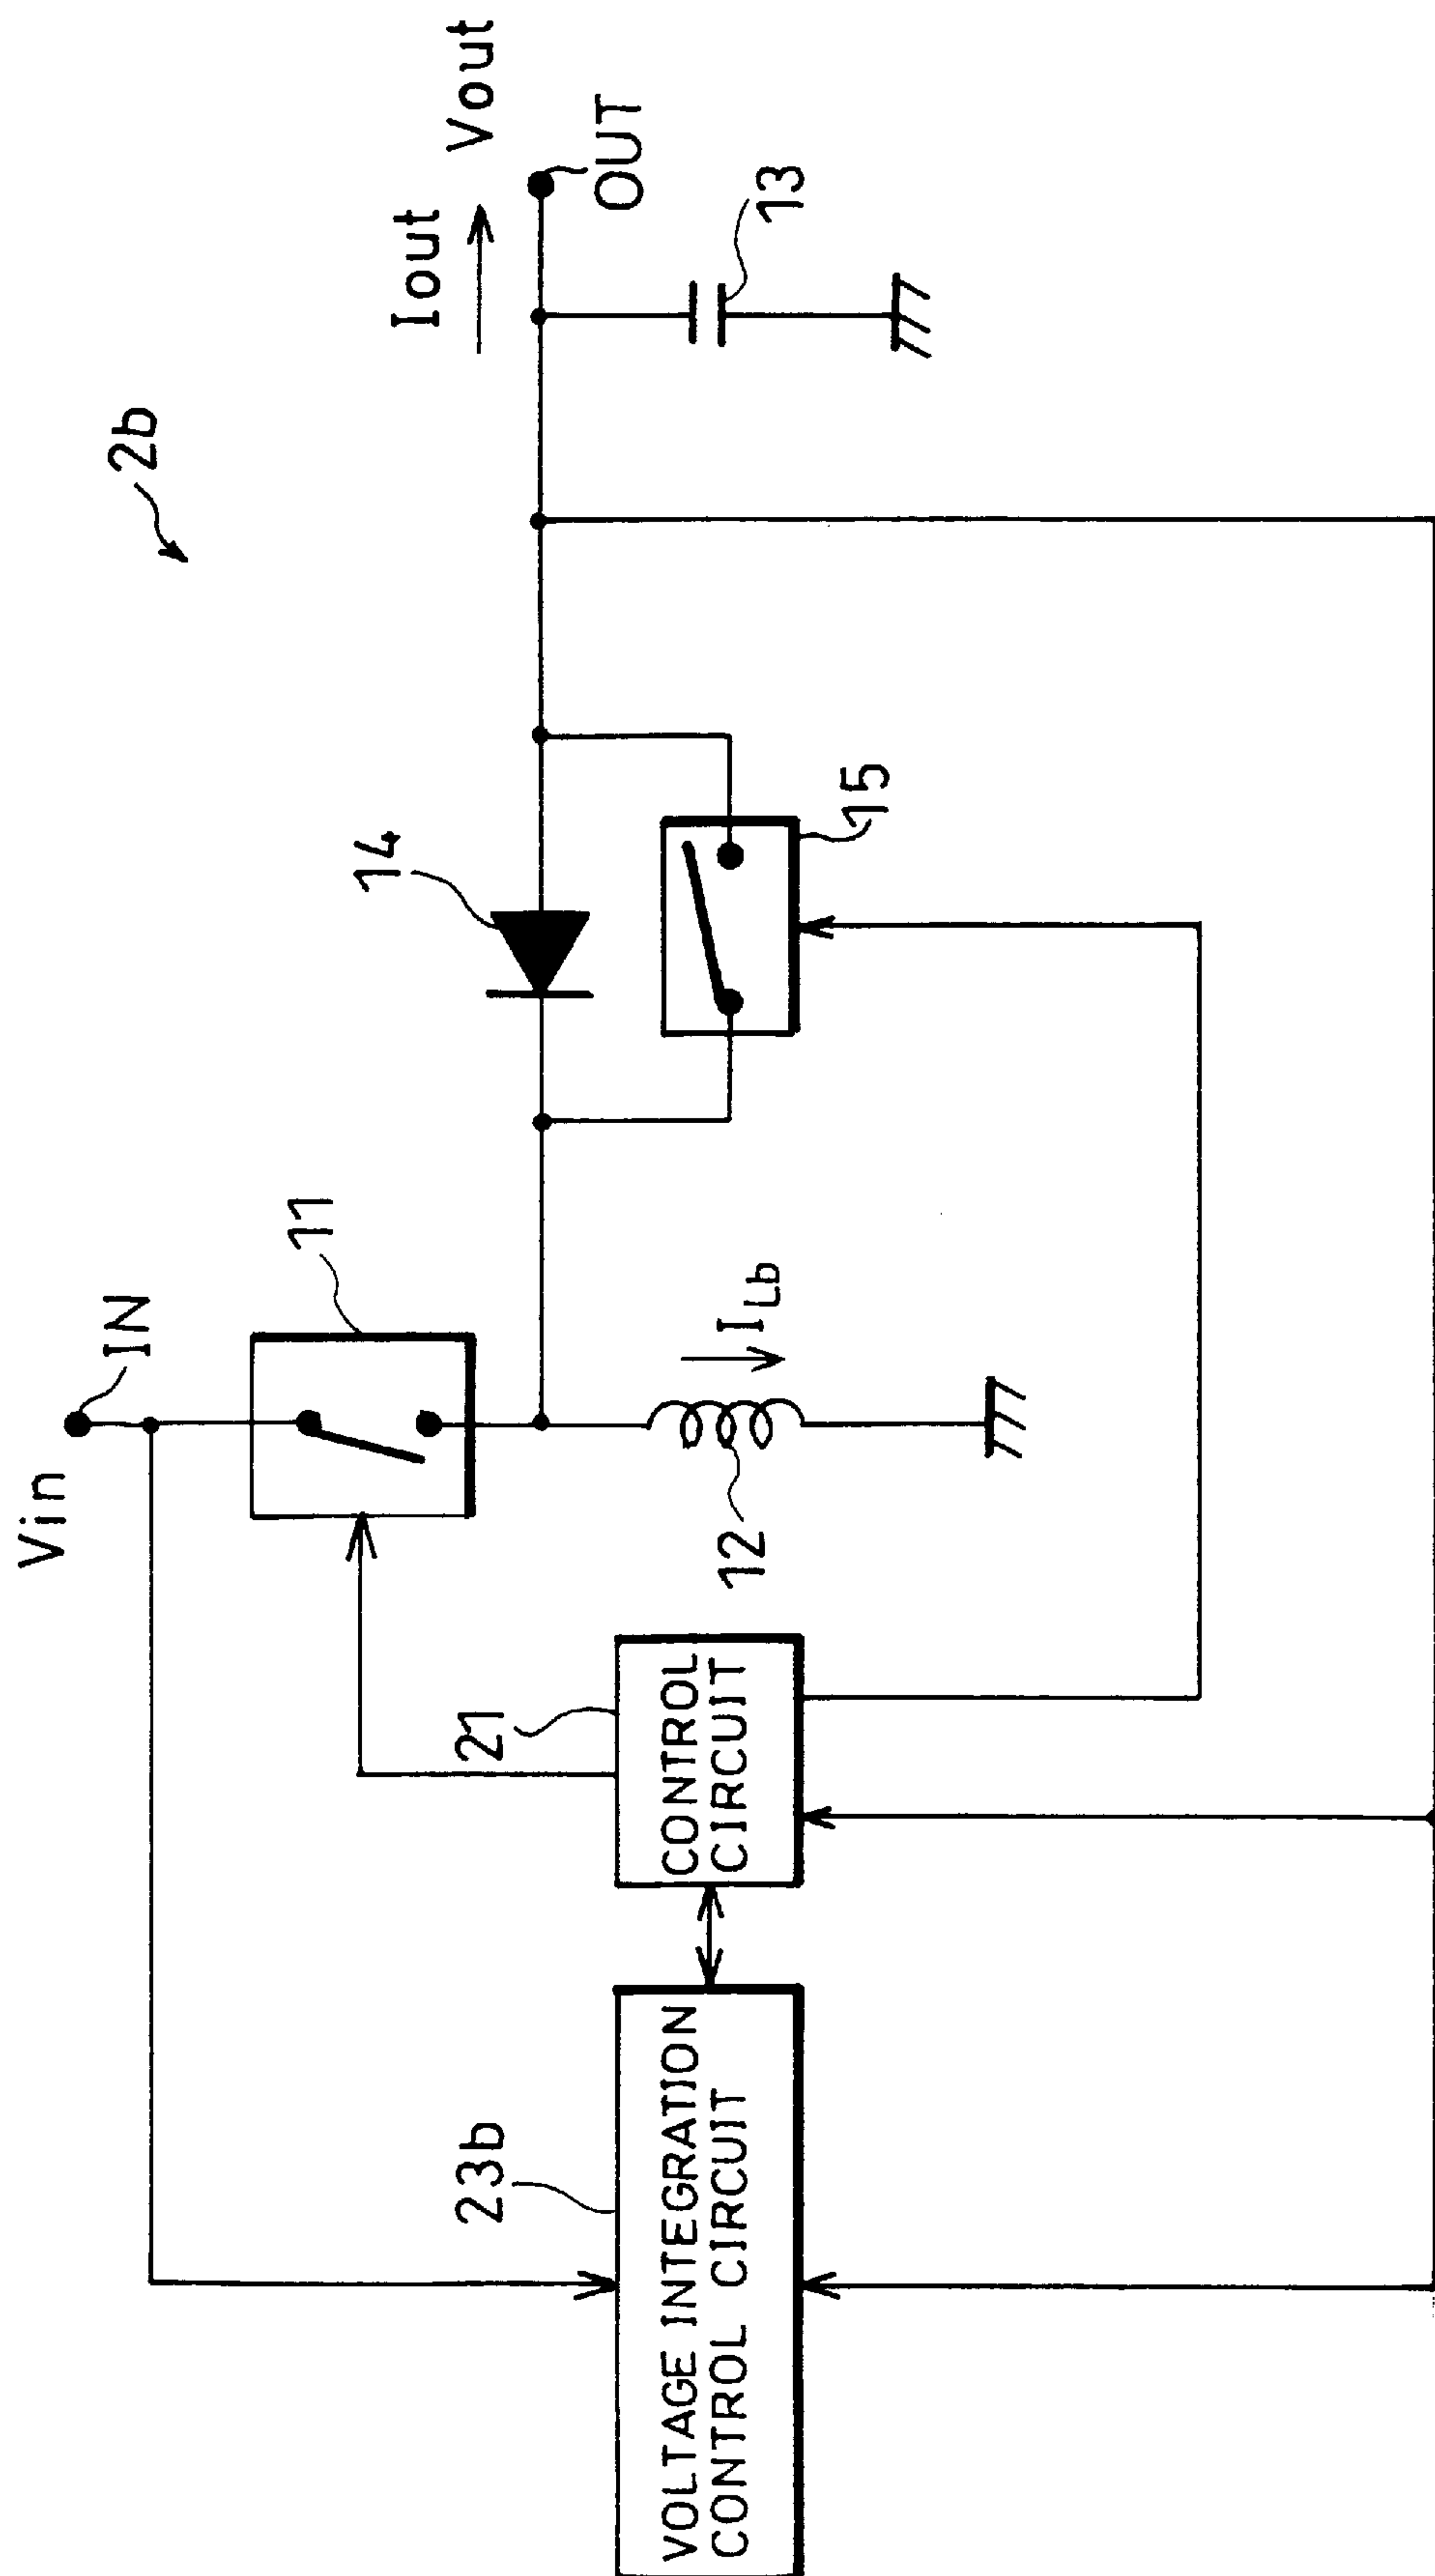 2b
Vin
IN
11
Iout
Vout
OUT
13
14
15
12
I Lb
21
CONTROL
CIRCUIT
23b
VOLTAGE INTEGRATION
CONTROL CIRCUIT